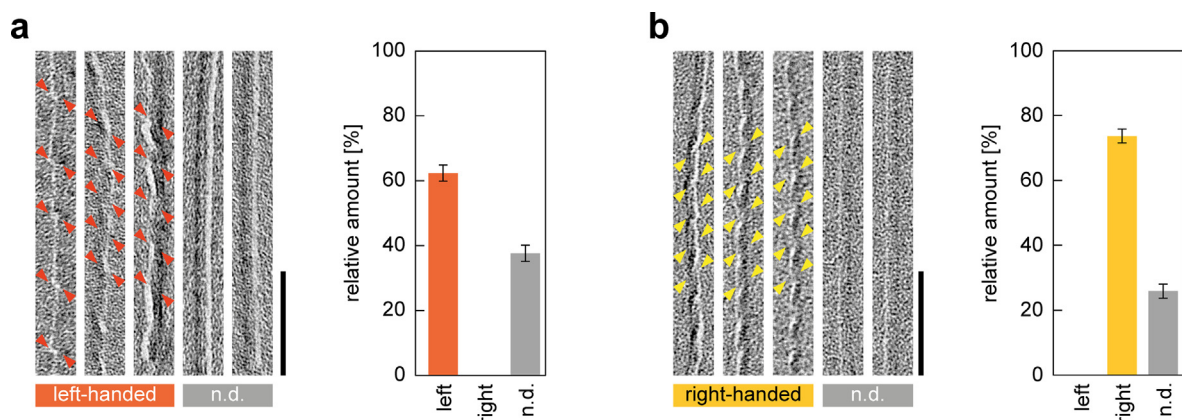 a
left-handed
n.d.
relative amount [%]
100
80
60
40
20
0
left
right
n.d.
b
right-handed
n.d.
relative amount [%]
100
80
60
40
20
0
left
right
n.d.